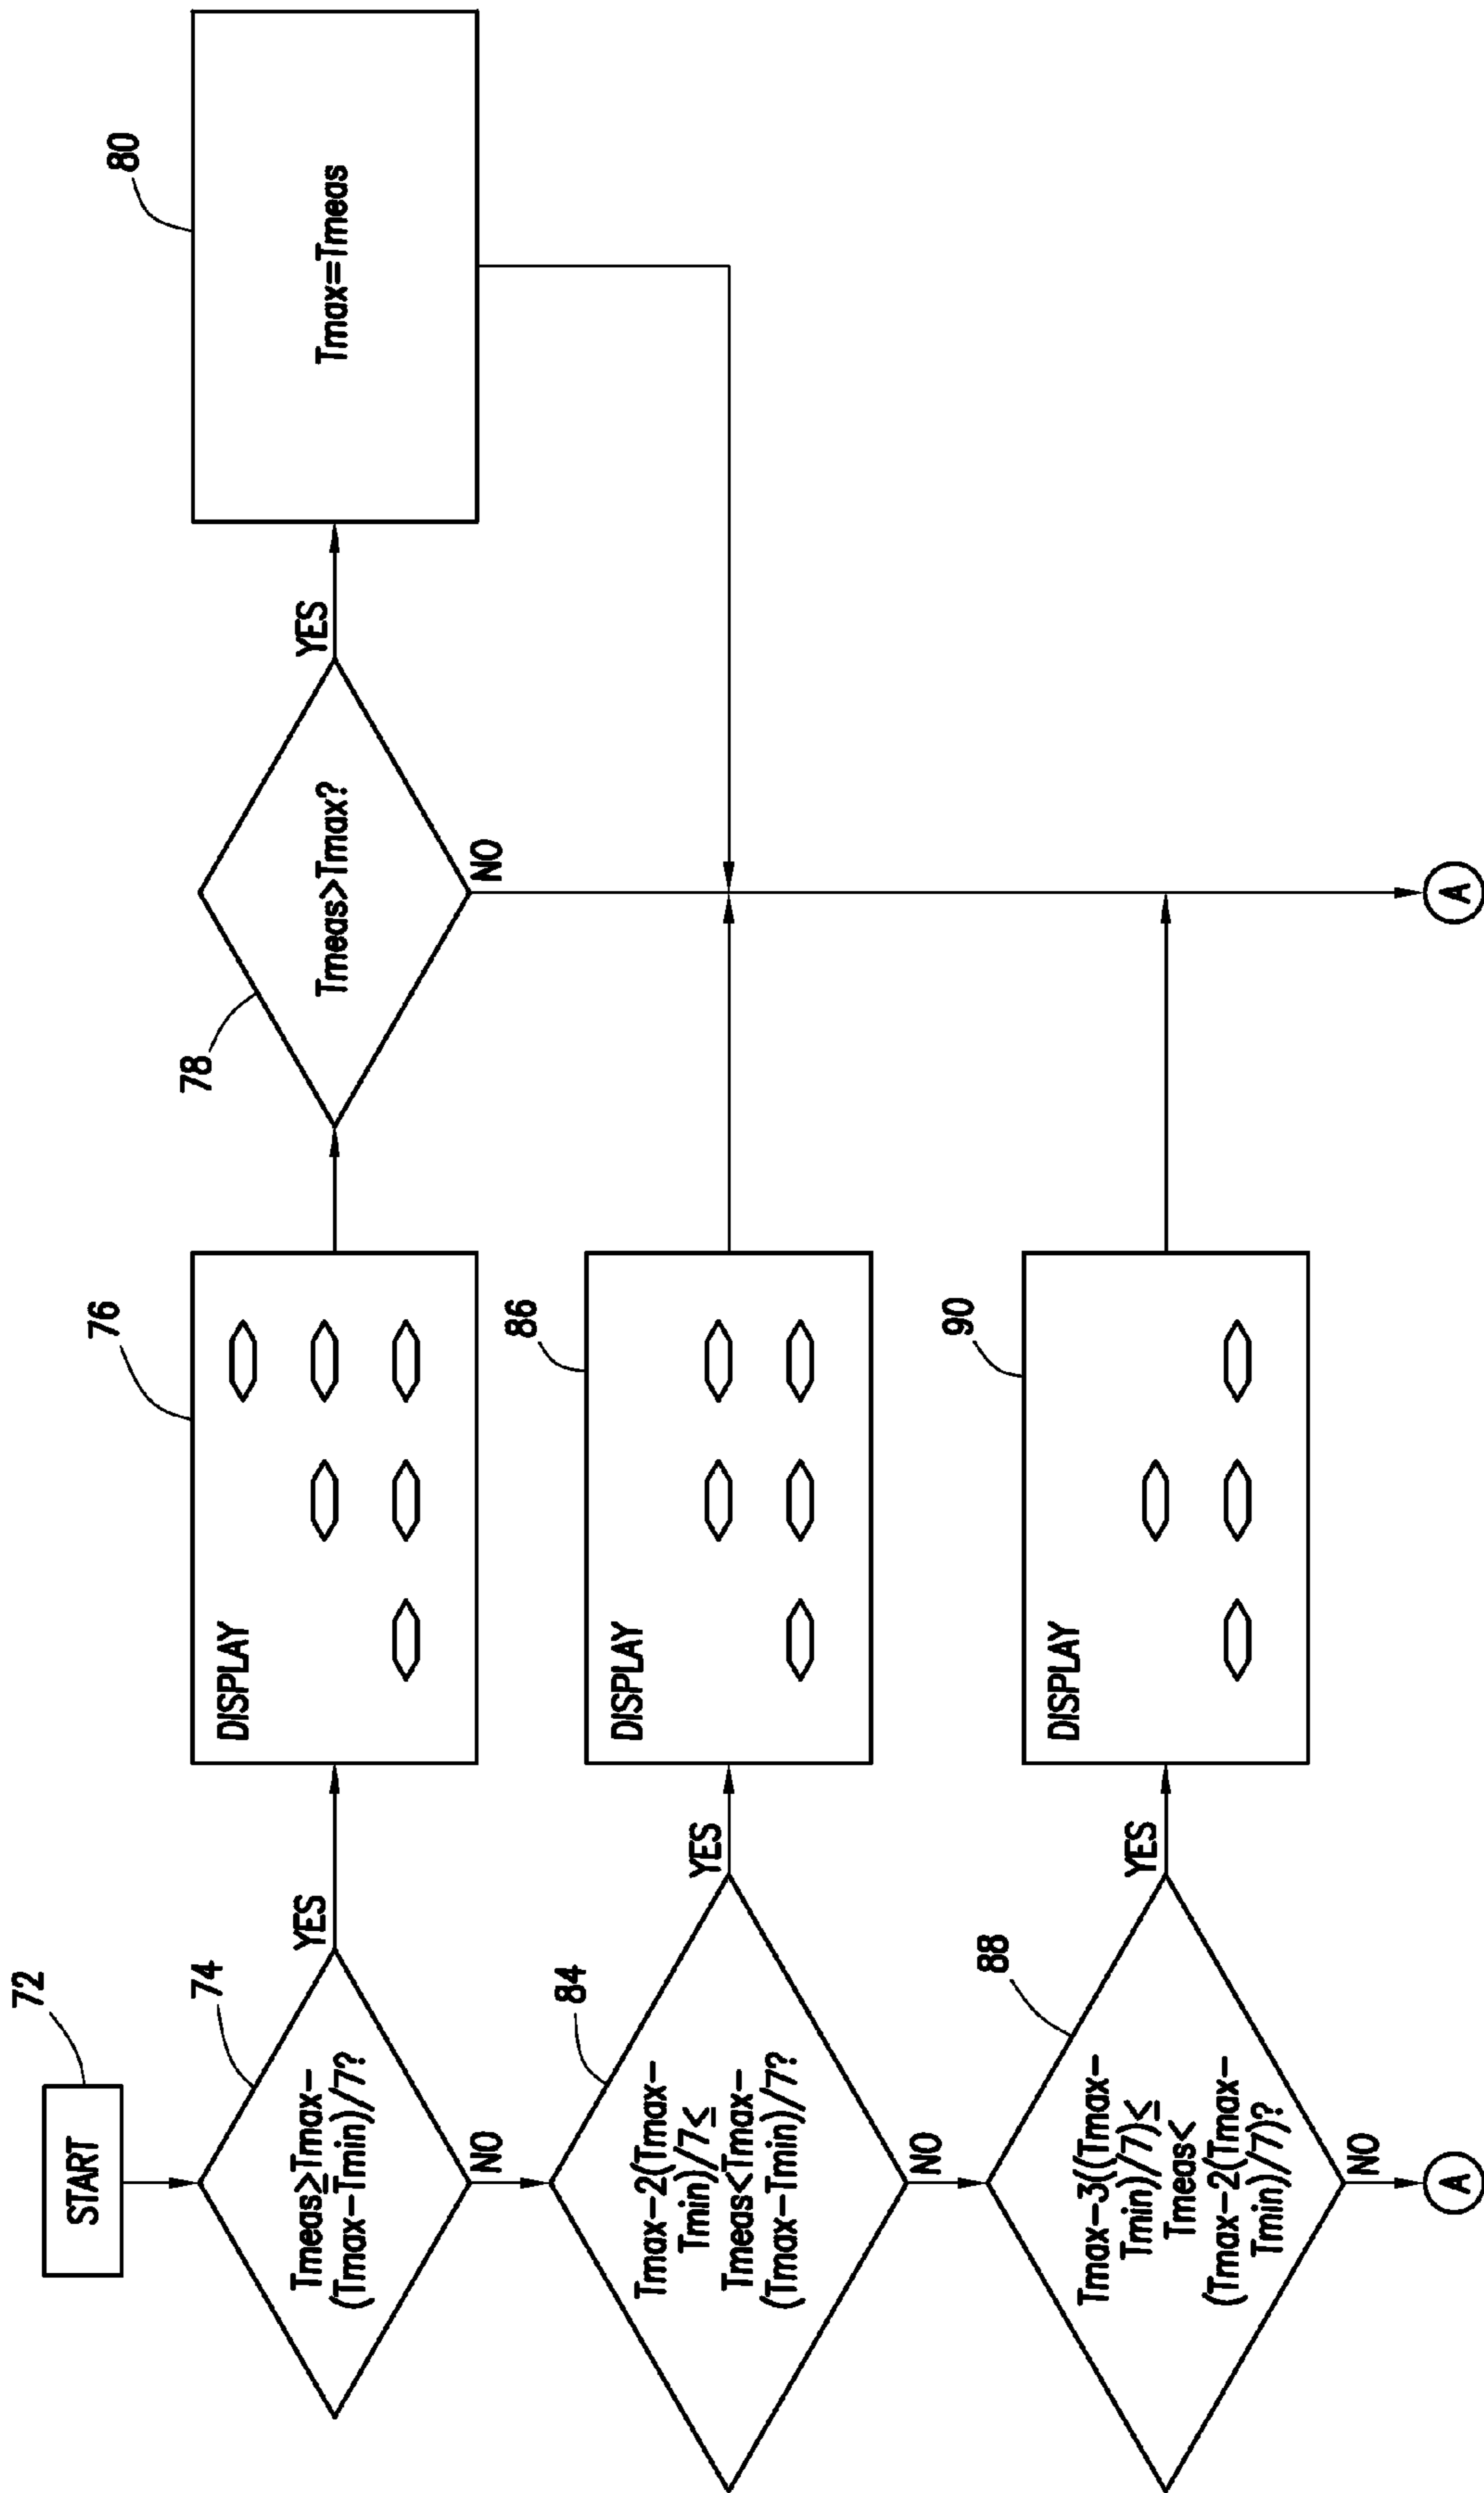 72
START
74
Tmeas≥Tmax-
(Tmax-Tmin)/7?
YES
NO
76
DISPLAY
78
Tmeas>Tmax?
YES
NO
80
Tmax=Tmeas
84
Tmax-2(Tmax-
Tmin)/7≤
Tmeas<Tmax-
(Tmax-Tmin)/7?
YES
NO
86
DISPLAY
88
Tmax-3(Tmax-
Tmin)/7)≤
Tmeas<
(Tmax-2(Tmax-
Tmin)/7)?
YES
NO
90
DISPLAY
A
A